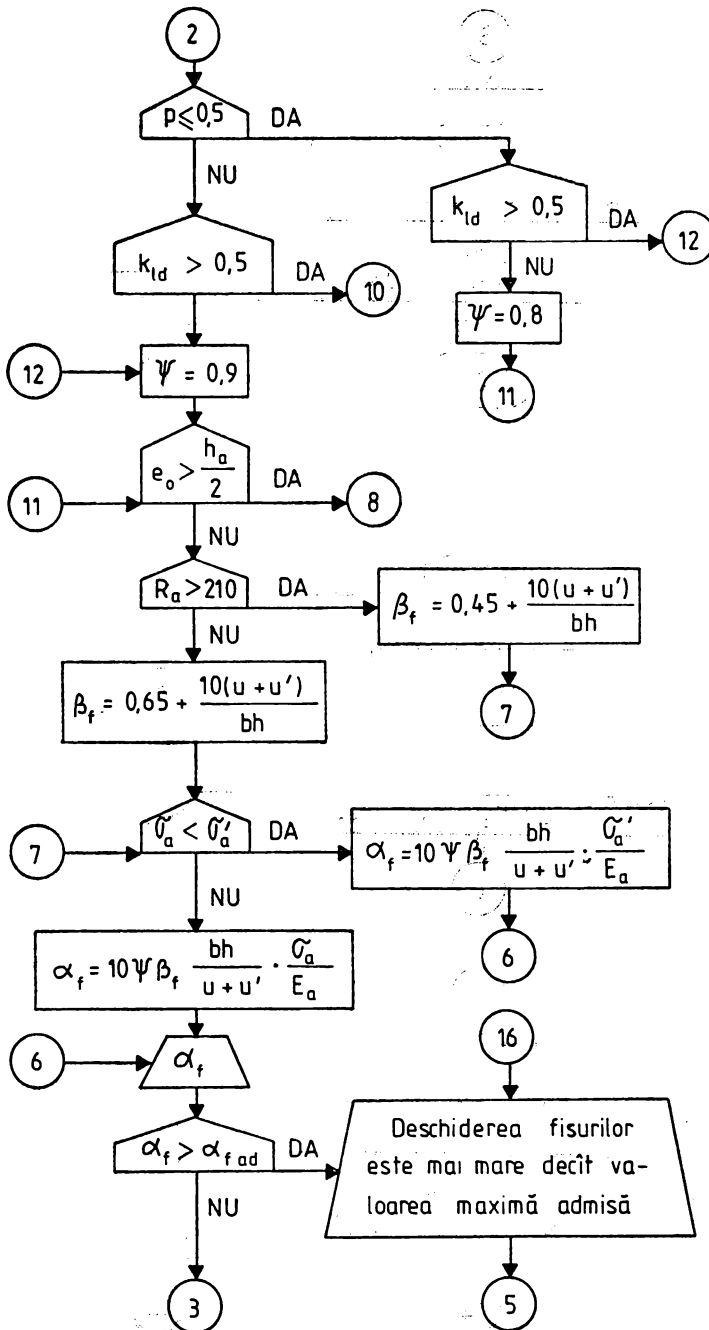 2
p⩽0,5 DA
NU
k_ld > 0,5 DA
12
NU
k_ld > 0,5 DA
10
ψ = 0,8
11
12
ψ = 0,9
e_o > h_a/2 DA
11
8
NU
R_a > 210 DA
β_f = 0,45 + 10(u + u')/bh
NU
β_f = 0,65 + 10(u + u')/bh
7
σ_a < σ_a' DA
7
α_f = 10 ψ β_f bh/(u + u') · σ_a'/E_a
NU
6
α_f = 10 ψ β_f bh/(u + u') · σ_a/E_a
16
6
α_f
α_f > α_f ad DA
Deschiderea fisurilor
este mai mare decît va-
loarea maximă admisă
NU
3
5